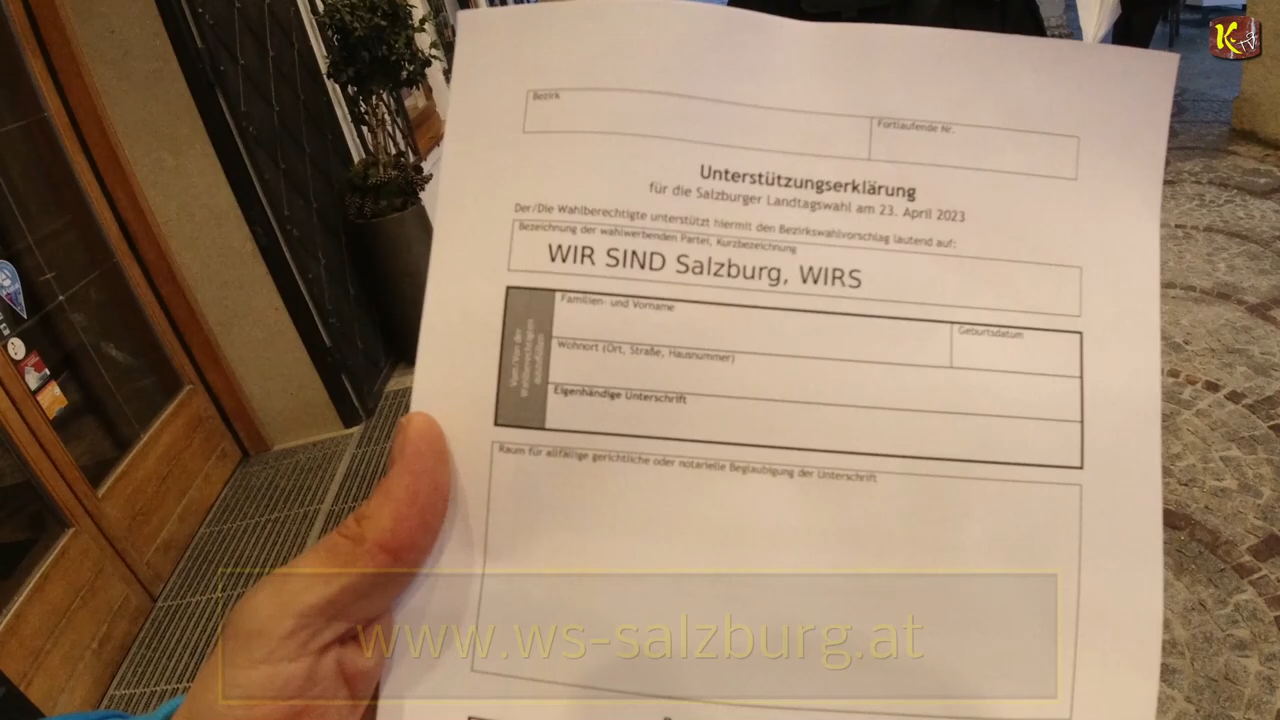 Bezirk
Fortlaufende Nr.
Unterstützungserklärung
für die Salzburger Landtagswahl am 23. April 2023
Der/Die Wahlberechtigte unterstützt hiermit den Bezirkswahlvorschlag lautend auf:
Bezeichnung der wahlwerbenden Partei, Kurzbezeichnung
WIR SIND Salzburg, WIRS
Familien- und Vorname
Geburtsdatum
Wohnort (Ort, Straße, Hausnummer)
Eigenhändige Unterschrift
Raum für allfällige gerichtliche oder notarielle Beglaubigung der Unterschrift
www.ws-salzburg.at